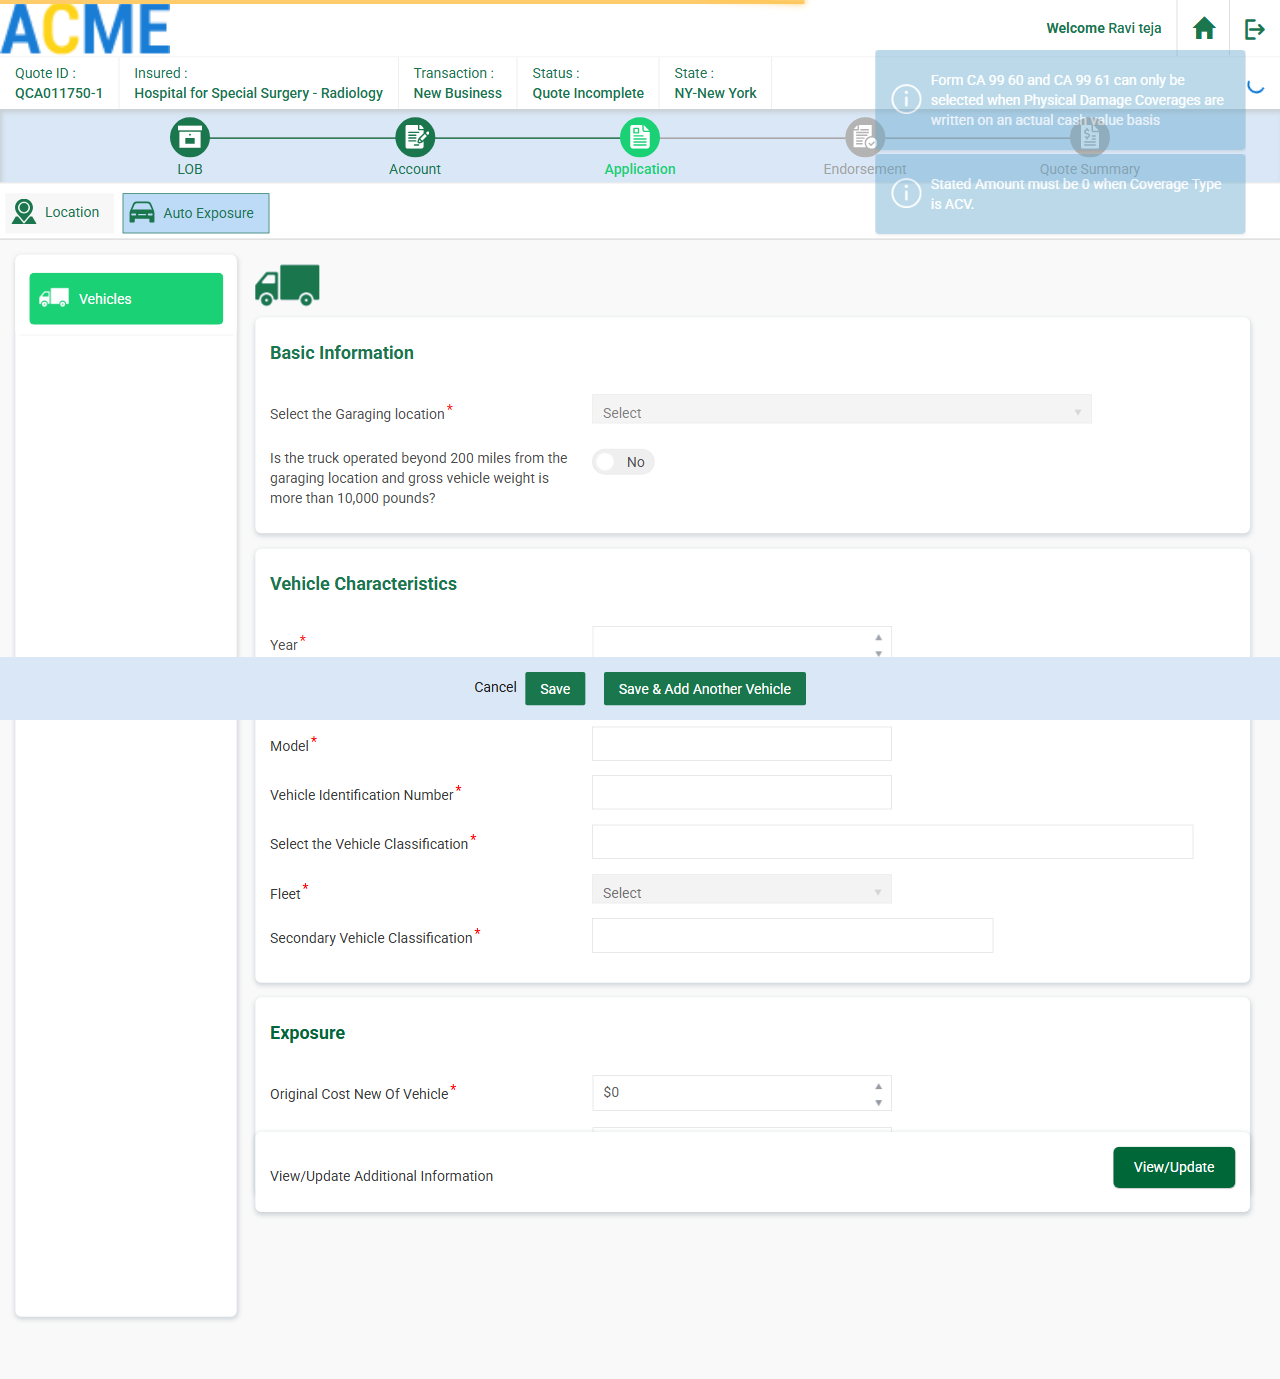 ACME
Welcome Ravi teja
Quote ID :
QCA011750-1
Insured :
Hospital for Special Surgery - Radiology
Transaction :
New Business
Status :
Quote Incomplete
State :
NY-New York
Form CA 99 60 and CA 99 61 can only be
selected when Physical Damage Coverages are
written on an actual cash value basis
Stated Amount must be 0 when Coverage Type
is ACV.
LOB
Account
Application
Endorsement
Quote Summary
Location
Auto Exposure
Vehicles
Basic Information
Select the Garaging location*
Select
Is the truck operated beyond 200 miles from the
garaging location and gross vehicle weight is
more than 10,000 pounds?
No
Vehicle Characteristics
Year*
Cancel
Save
Save & Add Another Vehicle
Model*
Vehicle Identification Number*
Select the Vehicle Classification*
Fleet*
Select
Secondary Vehicle Classification*
Exposure
Original Cost New Of Vehicle*
$0
View/Update Additional Information
View/Update